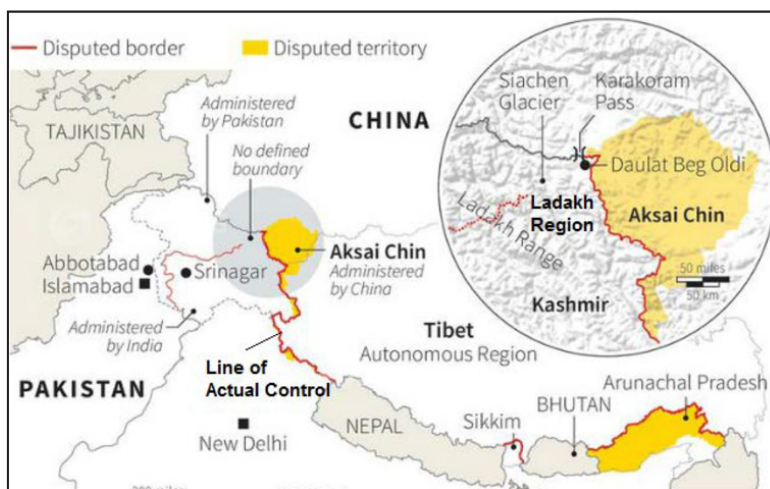 Disputed border
Disputed territory
Administered
by Pakistan
CHINA
TAJIKISTAN
No defined
boundary
Siachen
Glacier
Karakoram
Pass
Daulat Beg Oldi
Ladakh
Region
Ladakh Range
Aksai Chin
50 miles
50 km
Kashmir
Abbotabad
Islamabad
Srinagar
Aksai Chin
Administered
by China
Administered
by India
Line of
Actual Control
Tibet
Autonomous Region
PAKISTAN
New Delhi
NEPAL
Sikkim
BHUTAN
Arunachal Pradesh